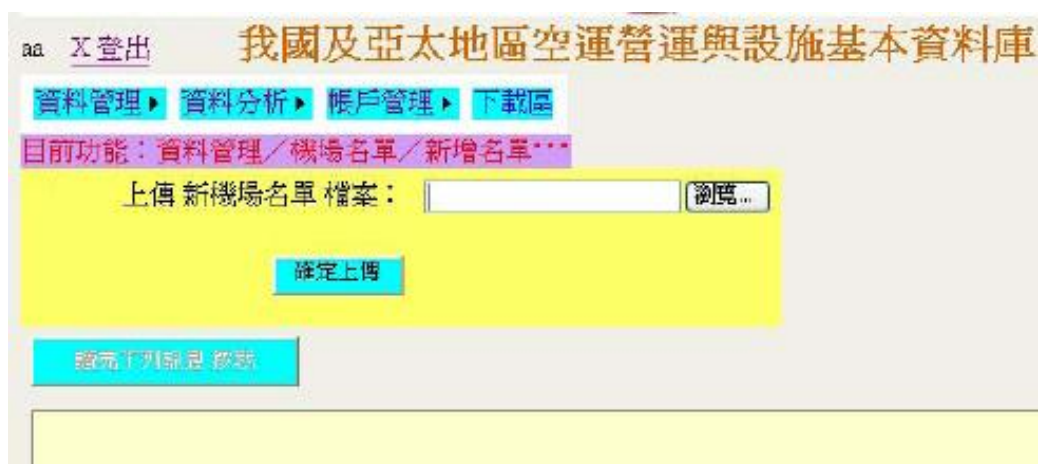 aa X登出 我國及亞太地區空運營運與設施基本資料庫
資料管理▶ 資料分析▶ 帳戶管理▶ 下載區
目前功能：資料管理／機場名單／新增名單···
上傳 新機場名單 檔案： 瀏覽...
確定上傳